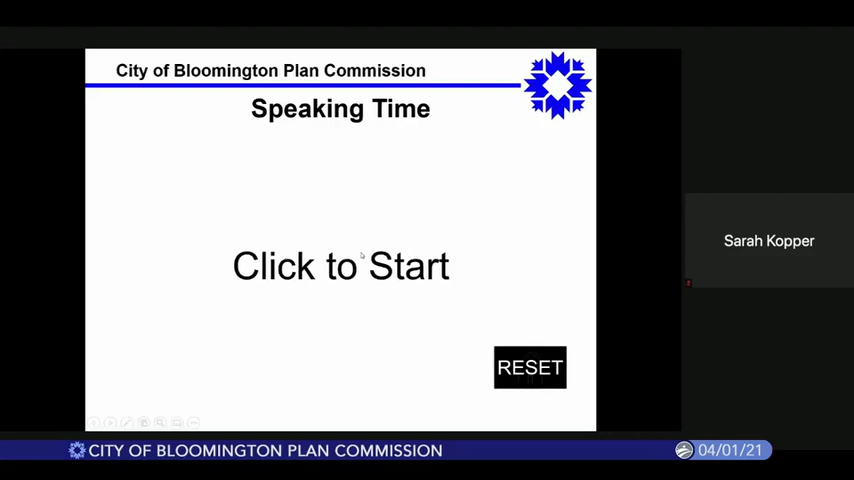 City of Bloomington Plan Commission
Speaking Time
Click to Start
RESET
Sarah Kopper
CITY OF BLOOMINGTON PLAN COMMISSION
04/01/21